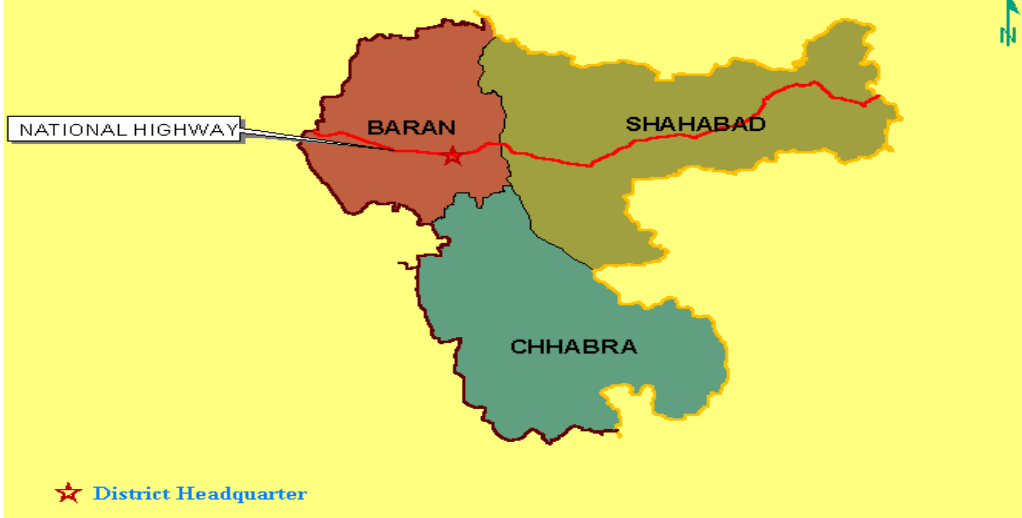 N
NATIONAL HIGHWAY
BARAN
SHAHABAD
CHHABRA
District Headquarter